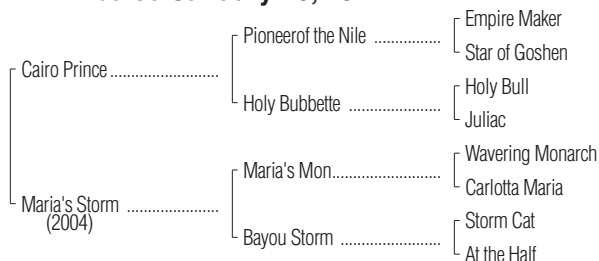 Empire Maker
Pioneerof the Nile
Star of Goshen
Cairo Prince
Holy Bull
Holy Bubbette
Juliac
Wavering Monarch
Maria's Mon
Carlotta Maria
Maria's Storm
(2004)
Storm Cat
Bayou Storm
At the Half